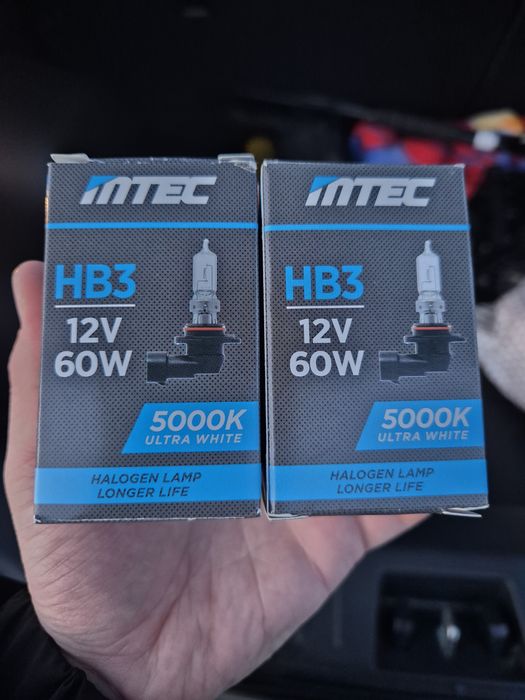 MTEC
HB3
12V
60W
5000K
ULTRA WHITE
HALOGEN LAMP
LONGER LIFE
MTEC
HB3
12V
60W
5000K
ULTRA WHITE
HALOGEN LAMP
LONGER LIFE